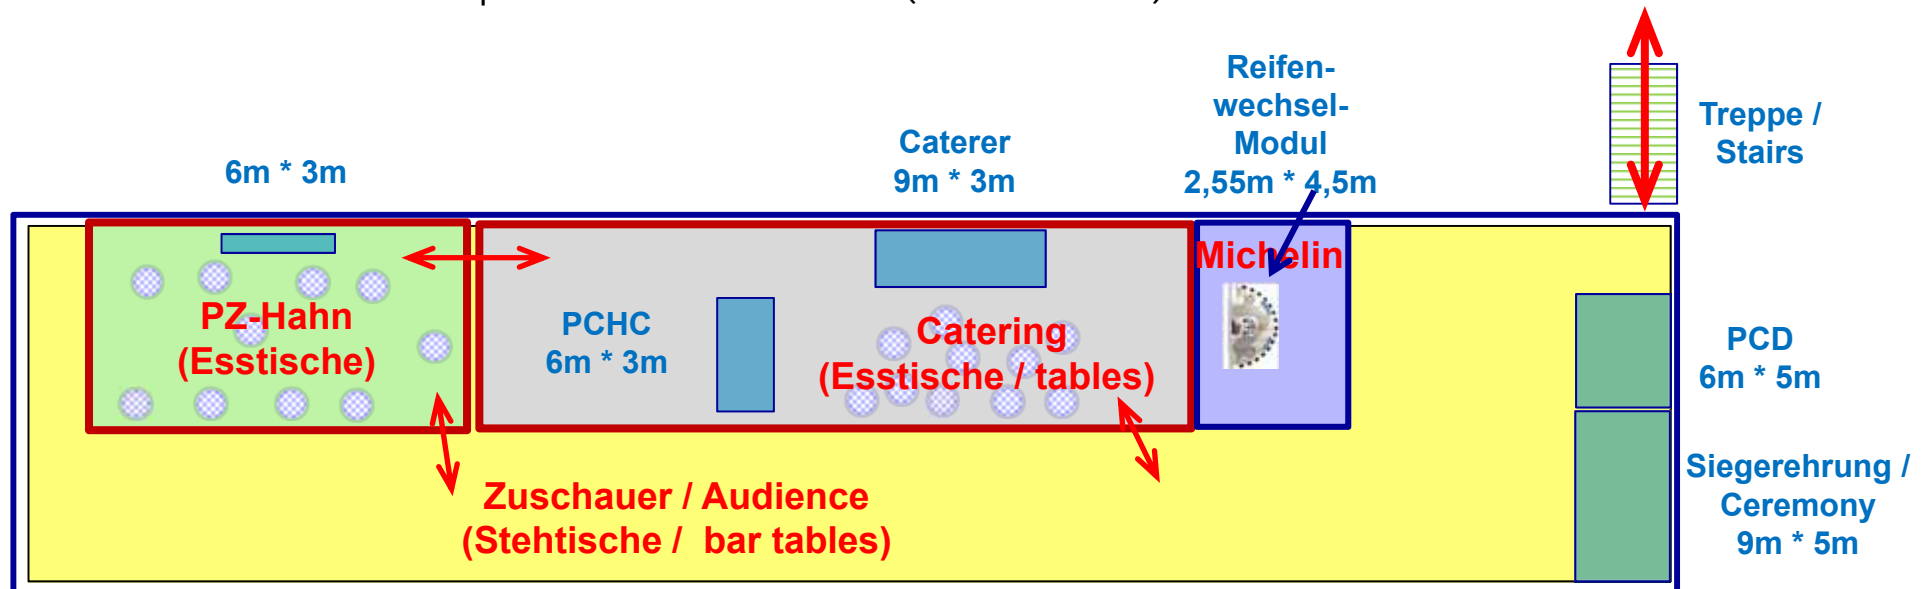 Reifen-
wechsel-
Modul
2,55m * 4,5m
Caterer
9m * 3m
6m * 3m
Treppe /
Stairs
PZ-Hahn
(Esstische)
PCHC
6m * 3m
Catering
(Esstische / tables)
Michelin
PCD
6m * 5m
Zuschauer / Audience
(Stehtische / bar tables)
Siegerehrung /
Ceremony
9m * 5m